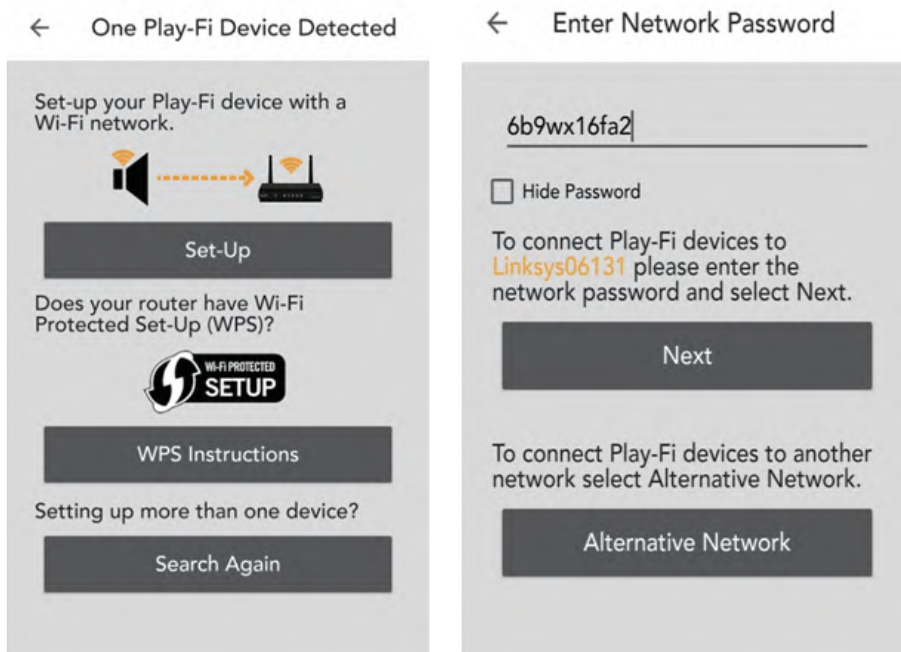 One Play-Fi Device Detected
Set-up your Play-Fi device with a
Wi-Fi network.
Set-Up
Does your router have Wi-Fi
Protected Set-Up (WPS)?
Wi-Fi PROTECTED
SETUP
WPS Instructions
Setting up more than one device?
Search Again
Enter Network Password
6b9wx16fa2
Hide Password
To connect Play-Fi devices to
Linksys06131 please enter the
network password and select Next.
Next
To connect Play-Fi devices to another
network select Alternative Network.
Alternative Network